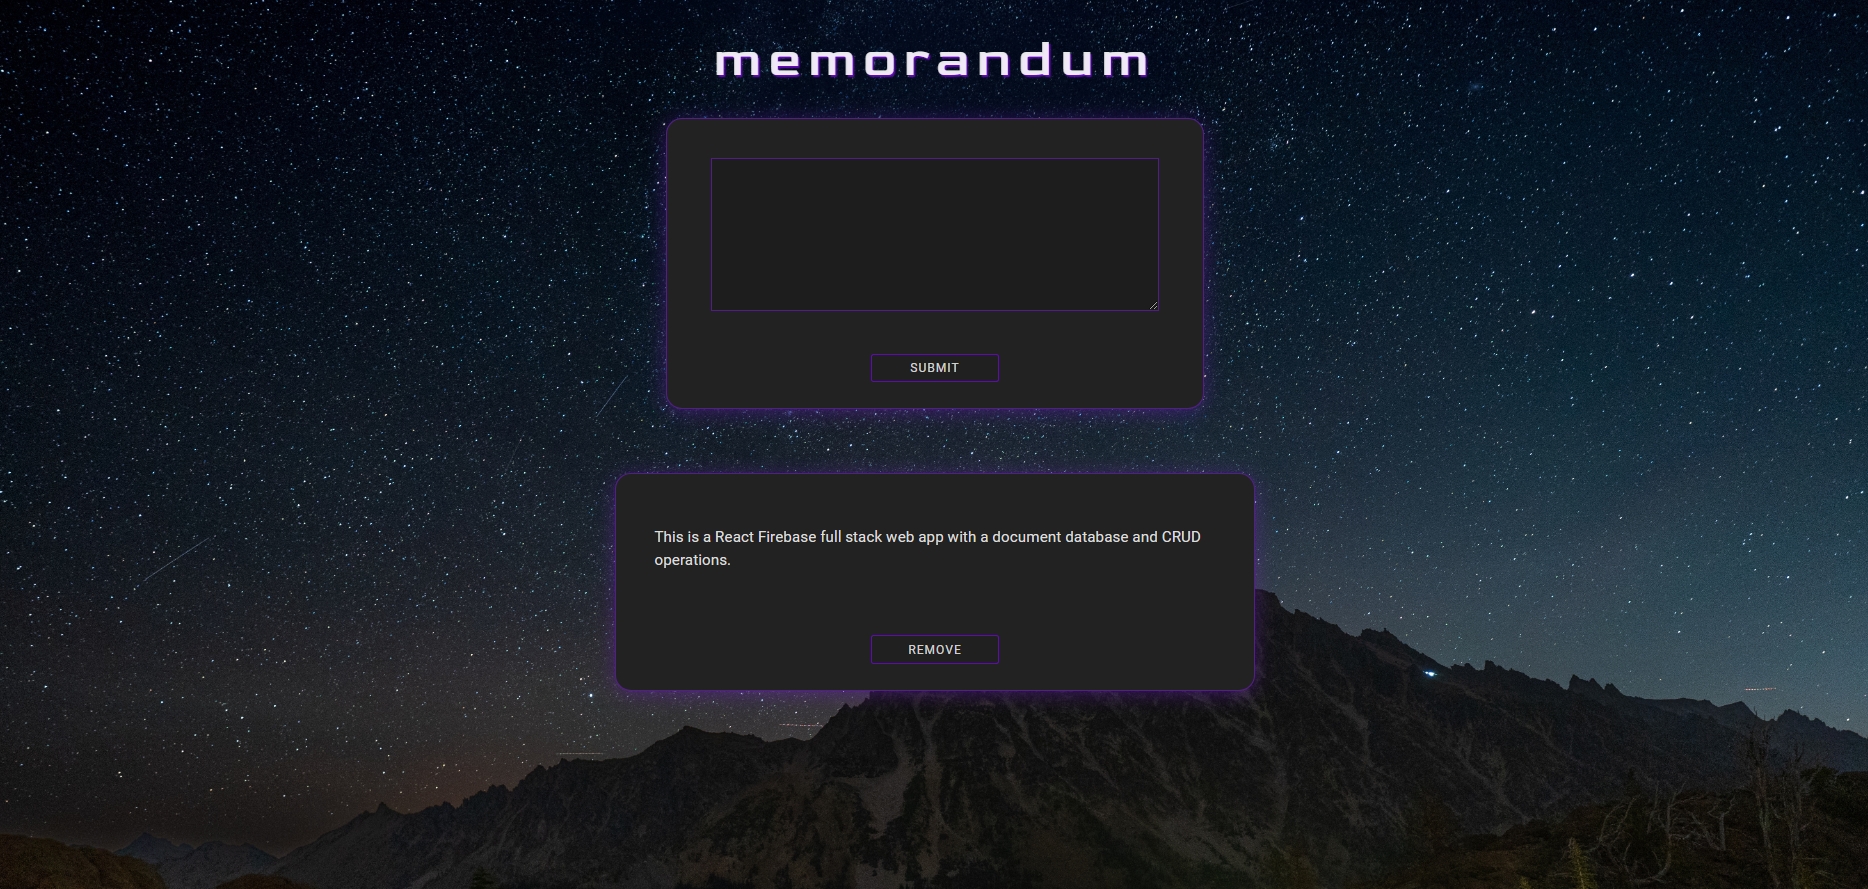 memorandum
SUBMIT
This is a React Firebase full stack web app with a document database and CRUD
operations.
REMOVE